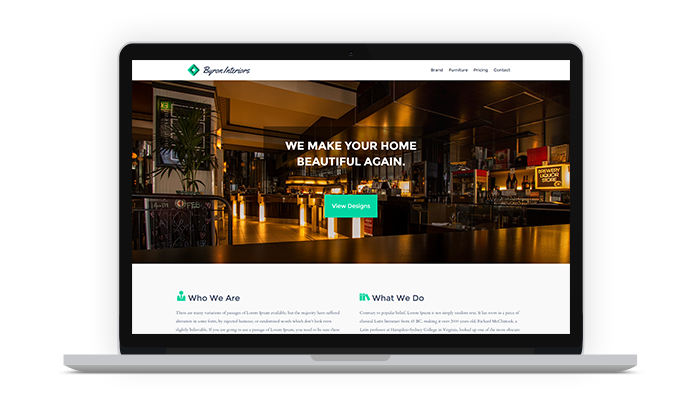 Byron Interiors
Brand Furniture Pricing Contact
WE MAKE YOUR HOME
BEAUTIFUL AGAIN.
View Designs
BREWERY
LIQUOR
STORE
Who We Are
There are many variations of passages of Lorem Ipsum available, but the majority have suffered
alteration in some form, by injected humour, or randomised words which don't look even
slightly believable. If you are going to use a passage of Lorem Ipsum, you need to be sure there
What We Do
Contrary to popular belief, Lorem Ipsum is not simply random text. It has roots in a piece of
classical Latin literature from 45 BC, making it over 2000 years old. Richard McClintock, a
Latin professor at Hampden-Sydney College in Virginia, looked up one of the more obscure